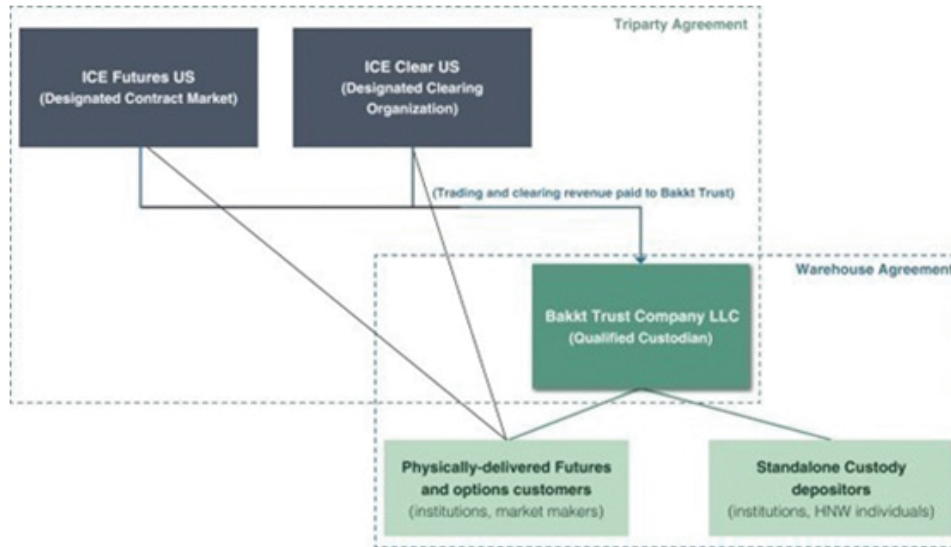 Triparty Agreement
ICE Futures US
(Designated Contract Market)
ICE Clear US
(Designated Clearing
Organization)
(Trading and clearing revenue paid to Bakkt Trust)
Warehouse Agreement
Bakkt Trust Company LLC
(Qualified Custodian)
Physically-delivered Futures
and options customers
(institutions, market makers)
Standalone Custody
depositors
(institutions, HNW individuals)